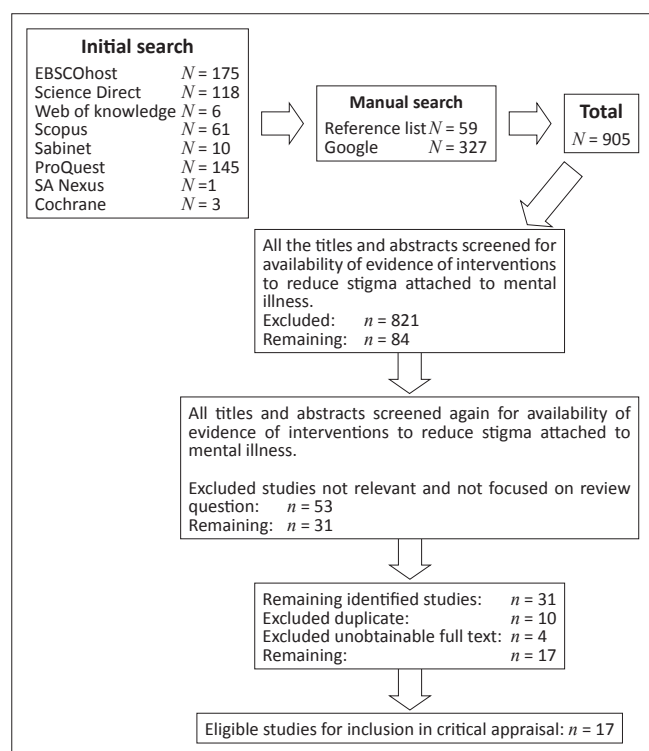 Initial search
EBSCOhost N = 175
Science Direct N = 118
Web of knowledge N = 6
Scopus N = 61
Sabinet N = 10
ProQuest N = 145
SA Nexus N =1
Cochrane N = 3
Manual search
Reference list N = 59
Google N = 327
Total
N = 905
All the titles and abstracts screened for
availability of evidence of interventions
to reduce stigma attached to mental
illness.
Excluded: n = 821
Remaining: n = 84
All titles and abstracts screened again for availability of
evidence of interventions to reduce stigma attached to
mental illness.
Excluded studies not relevant and not focused on review
question: n = 53
Remaining: n = 31
Remaining identified studies: n = 31
Excluded duplicate: n = 10
Excluded unobtainable full text: n = 4
Remaining: n = 17
Eligible studies for inclusion in critical appraisal: n = 17